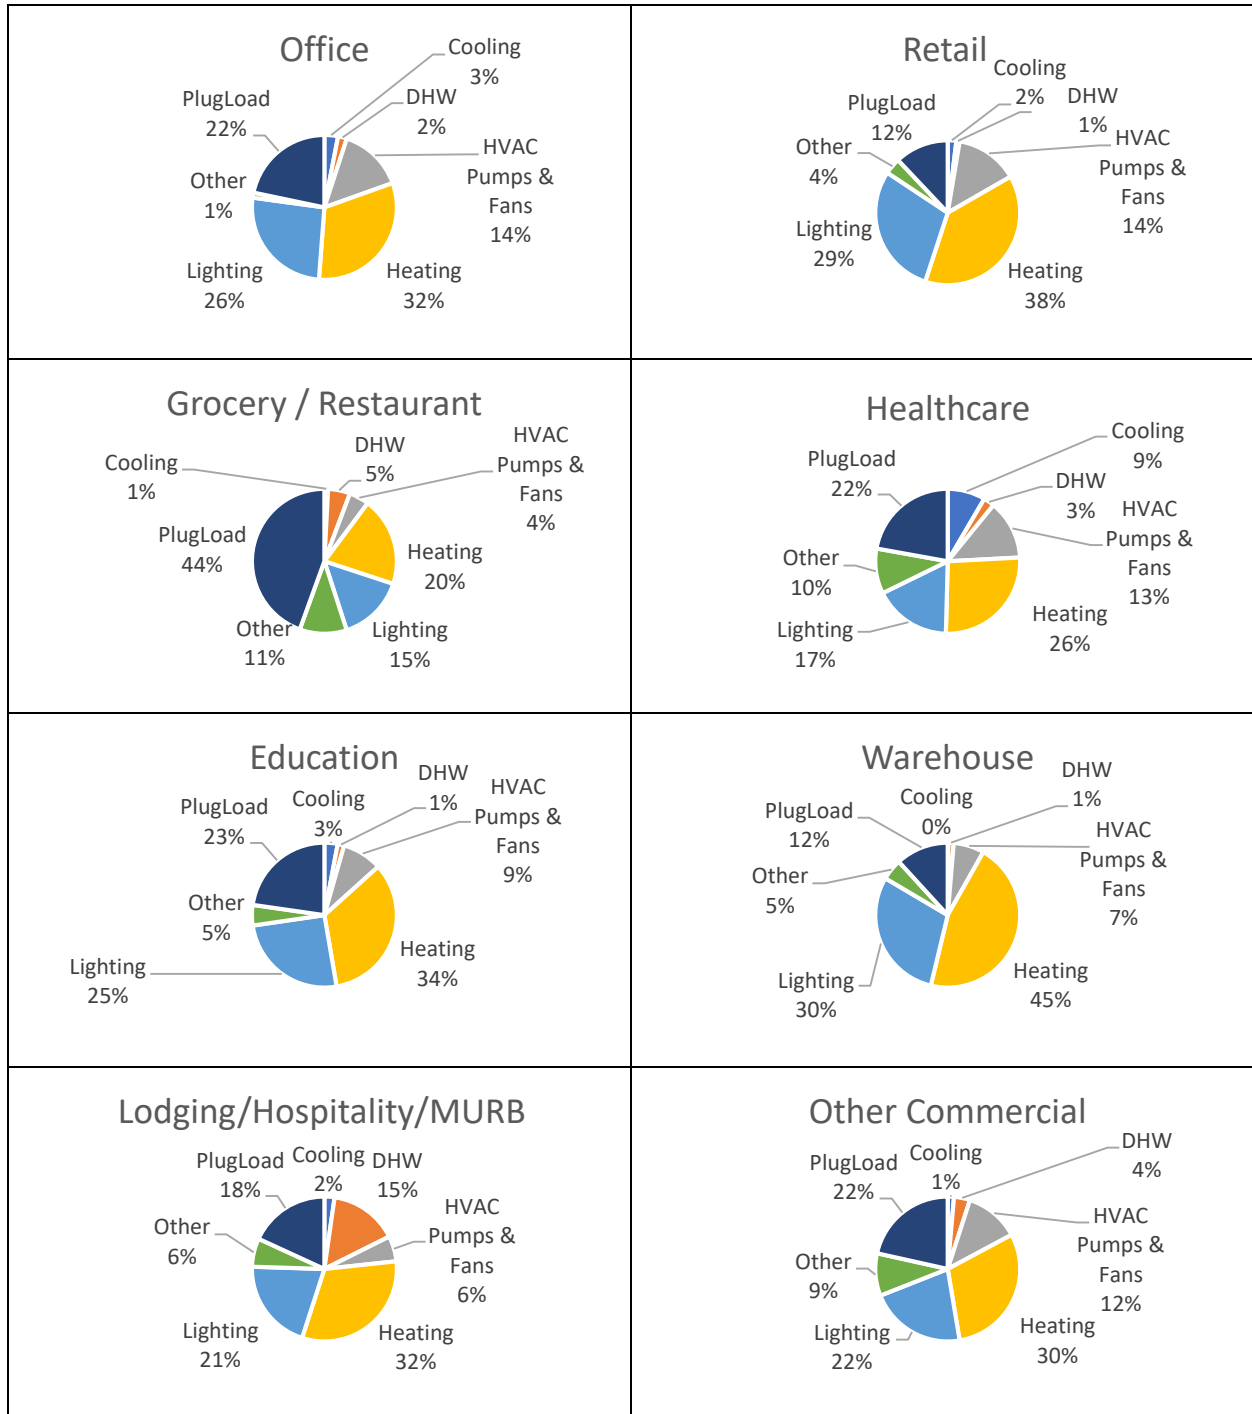 Office
Cooling
3%
DHW
2%
HVAC
Pumps &
Fans
14%
Heating
32%
Lighting
26%
Other
1%
PlugLoad
22%
Retail
Cooling
2%
DHW
1%
HVAC
Pumps &
Fans
14%
Heating
38%
Lighting
29%
Other
4%
PlugLoad
12%
Grocery / Restaurant
Cooling
1%
DHW
5%
HVAC
Pumps &
Fans
4%
Heating
20%
Lighting
15%
Other
11%
PlugLoad
44%
Healthcare
Cooling
9%
DHW
3%
HVAC
Pumps &
Fans
13%
Heating
26%
Lighting
17%
Other
10%
PlugLoad
22%
Education
Cooling
3%
DHW
1%
HVAC
Pumps &
Fans
9%
Heating
34%
Lighting
25%
Other
5%
PlugLoad
23%
Warehouse
Cooling
0%
DHW
1%
HVAC
Pumps &
Fans
7%
Heating
45%
Lighting
30%
Other
5%
PlugLoad
12%
Lodging/Hospitality/MURB
Cooling
2%
DHW
15%
HVAC
Pumps &
Fans
6%
Heating
32%
Lighting
21%
Other
6%
PlugLoad
18%
Other Commercial
Cooling
1%
DHW
4%
HVAC
Pumps &
Fans
12%
Heating
30%
Lighting
22%
Other
9%
PlugLoad
22%